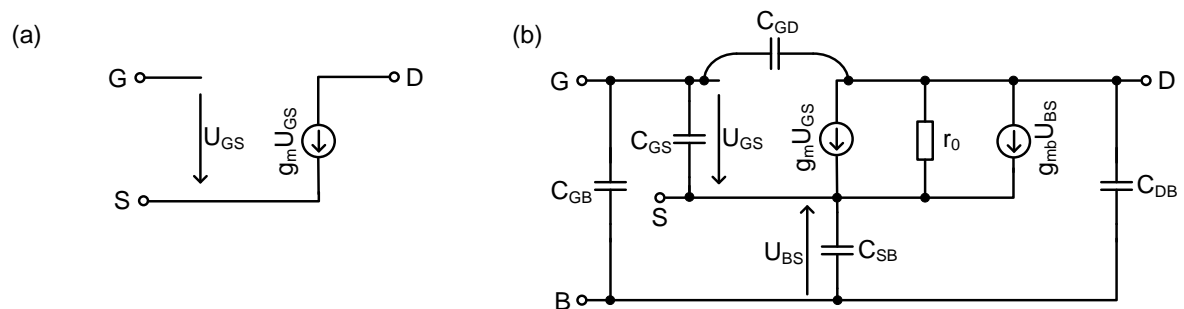 (a)
G
D
U_GS
g_mU_GS
S
(b)
C_GD
G
D
C_GS
U_GS
g_mU_GS
r_0
g_mbU_BS
C_GB
C_DB
S
U_BS
C_SB
B